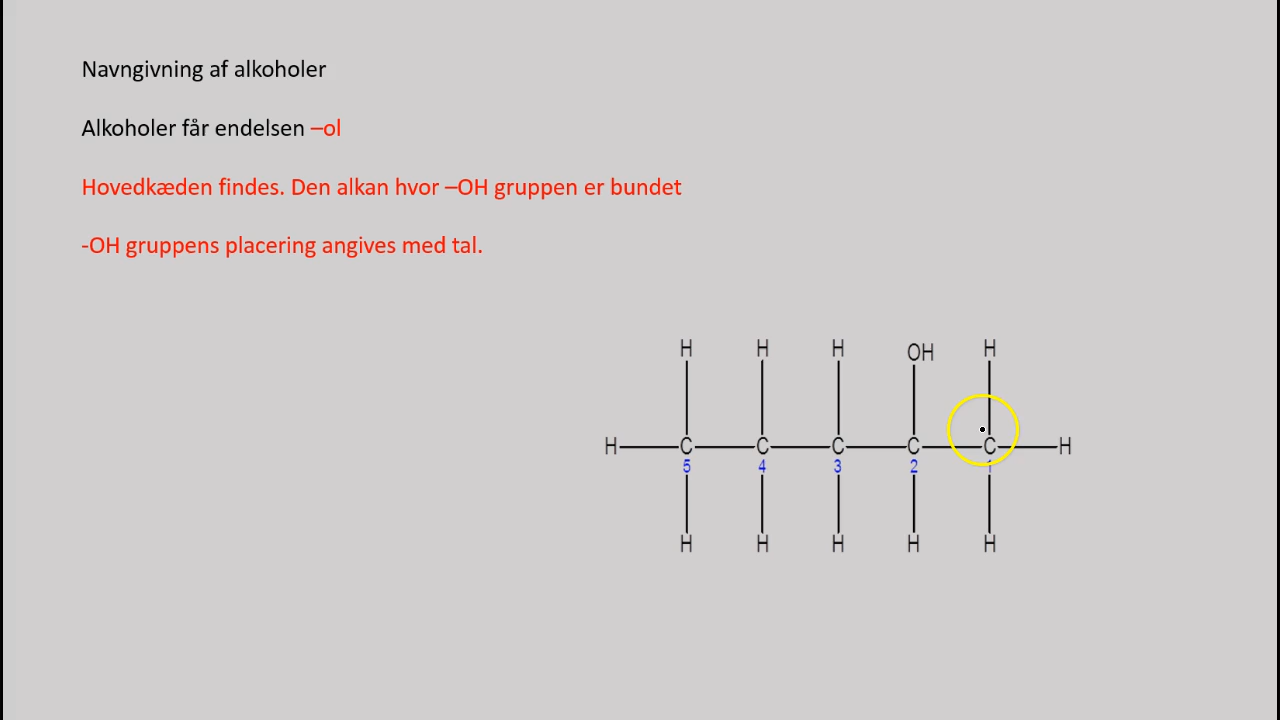 Navngivning af alkoholer
Alkoholer får endelsen –ol
Hovedkæden findes. Den alkan hvor –OH gruppen er bundet
-OH gruppens placering angives med tal.
H H H OH H
H C C C C C H
5 4 3 2 1
H H H H H